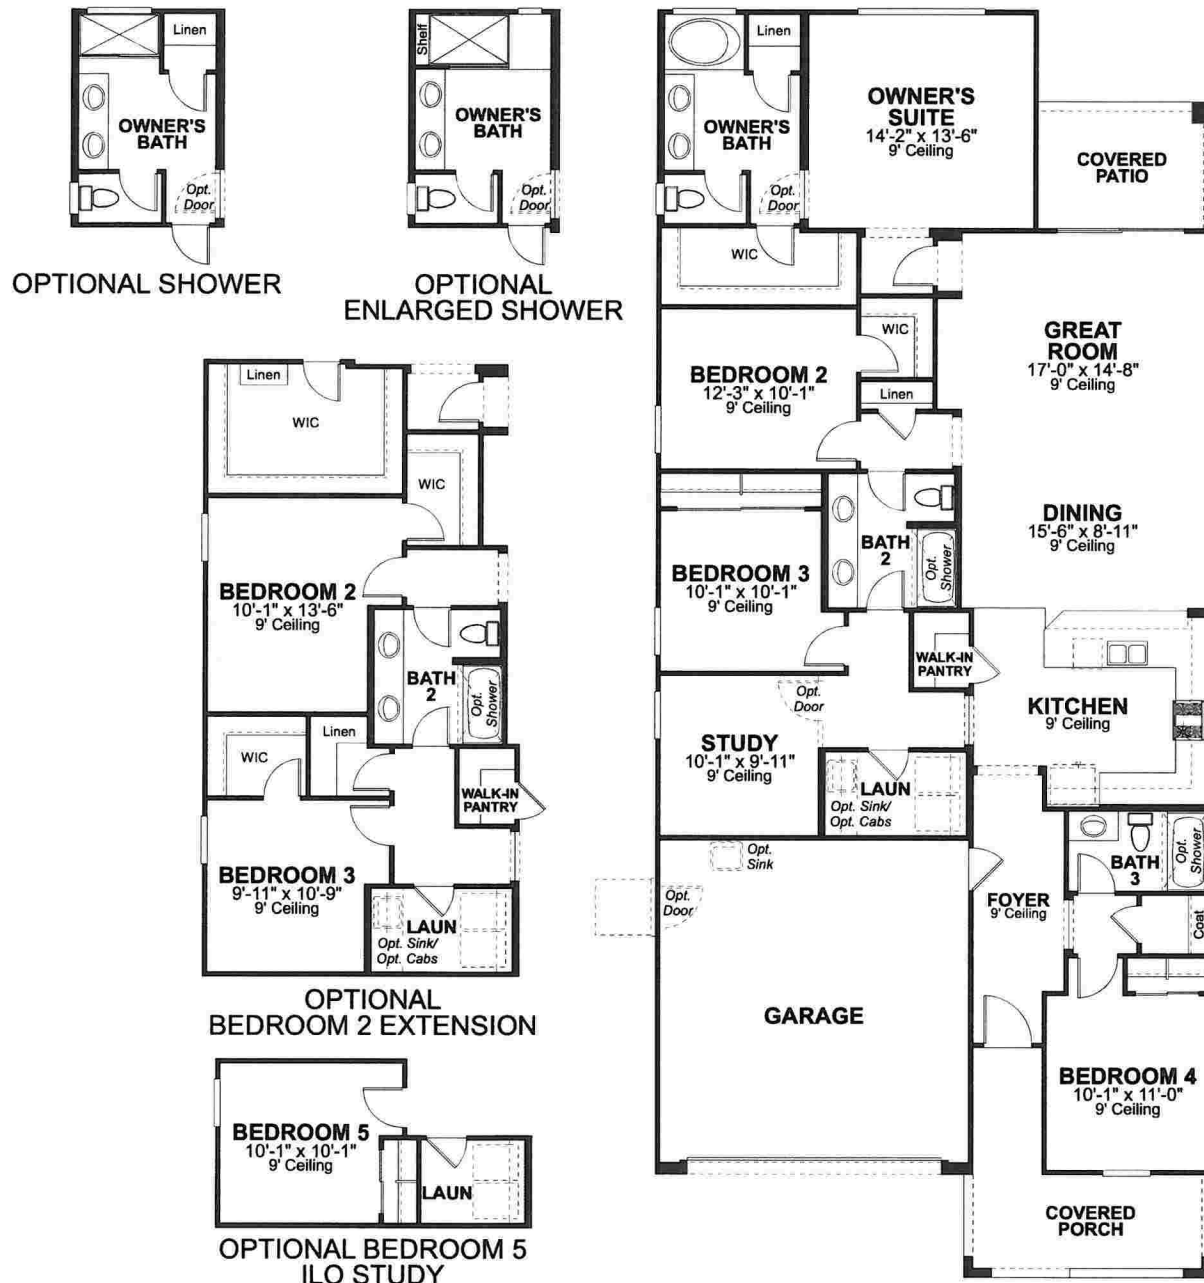 Linen
OWNER'S
BATH
Opt.
Door
OPTIONAL SHOWER
Shelf
OWNER'S
BATH
Opt.
Door
OPTIONAL
ENLARGED SHOWER
Linen
WIC
WIC
BEDROOM 2
10'-1" x 13'-6"
9' Ceiling
BATH
2
Opt.
Shower
WIC
Linen
WALK-IN
PANTRY
BEDROOM 3
9'-11" x 10'-9"
9' Ceiling
LAUN
Opt. Sink/
Opt. Cabs
OPTIONAL
BEDROOM 2 EXTENSION
BEDROOM 5
10'-1" x 10'-1"
9' Ceiling
LAUN
OPTIONAL BEDROOM 5
ILO STUDY
Linen
OWNER'S
BATH
Opt.
Door
OWNER'S
SUITE
14'-2" x 13'-6"
9' Ceiling
COVERED
PATIO
WIC
WIC
BEDROOM 2
12'-3" x 10'-1"
9' Ceiling
Linen
GREAT
ROOM
17'-0" x 14'-8"
9' Ceiling
DINING
15'-6" x 8'-11"
9' Ceiling
BATH
2
Opt.
Shower
BEDROOM 3
10'-1" x 10'-1"
9' Ceiling
WALK-IN
PANTRY
KITCHEN
9' Ceiling
Opt.
Door
STUDY
10'-1" x 9'-11"
9' Ceiling
LAUN
Opt. Sink/
Opt. Cabs
Opt.
Sink
Opt.
Door
GARAGE
FOYER
9' Ceiling
BATH
3
Opt.
Shower
Coat
BEDROOM 4
10'-1" x 11'-0"
9' Ceiling
COVERED
PORCH